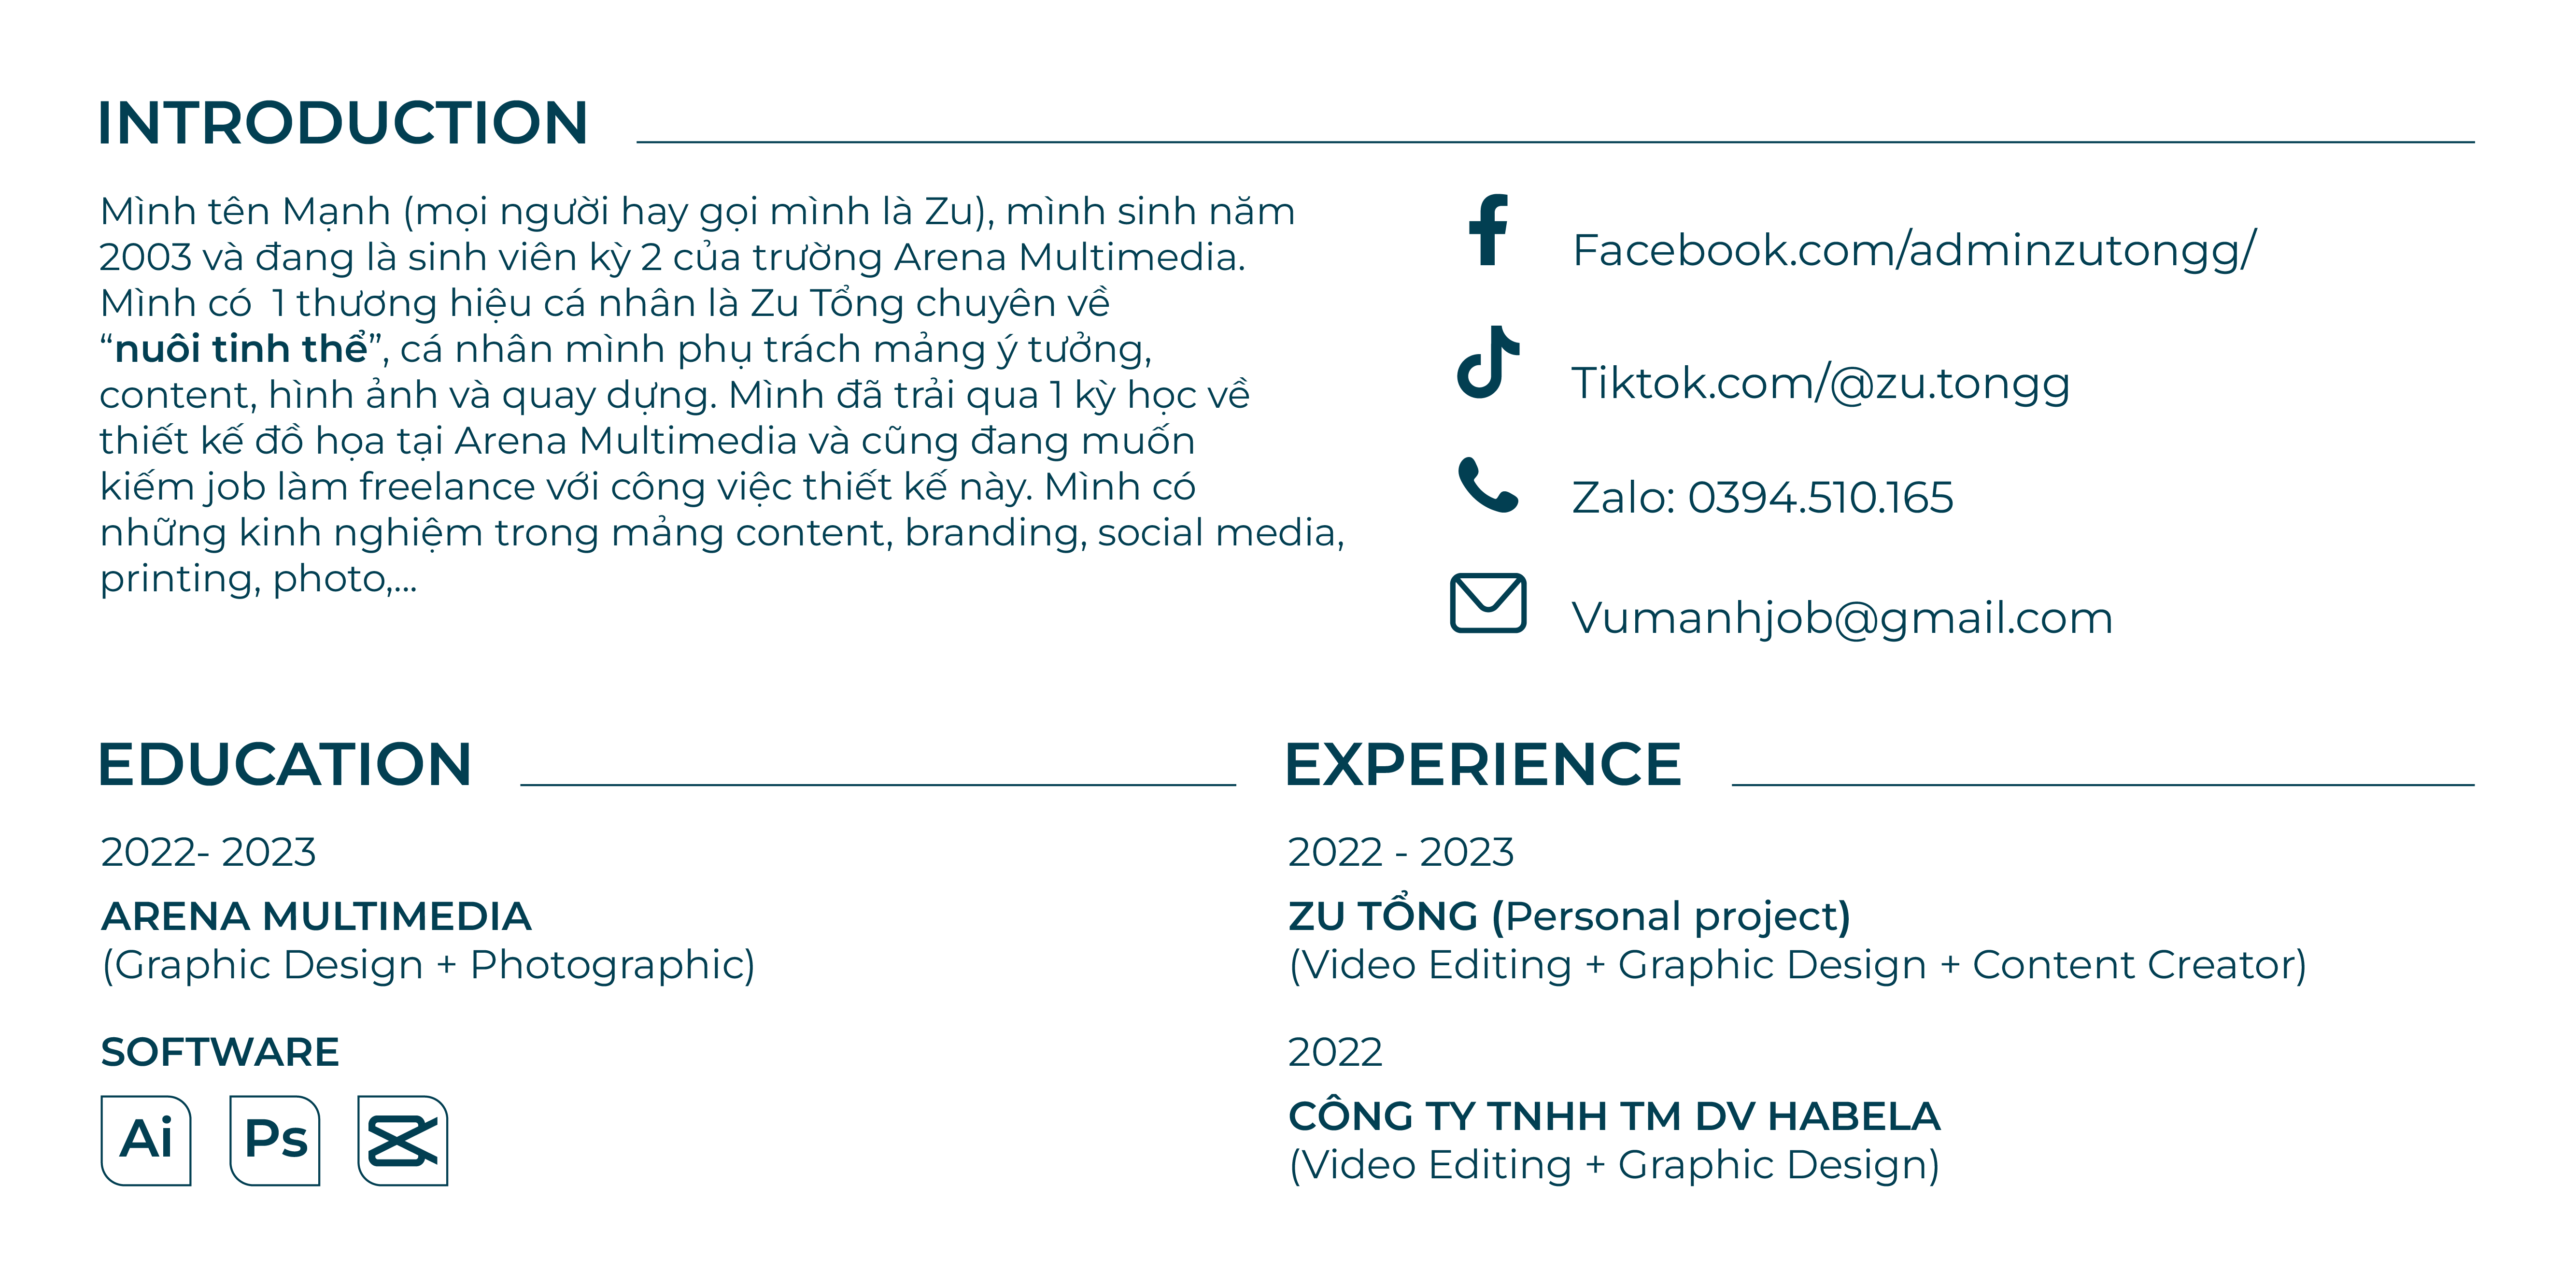 INTRODUCTION
Mình tên Mạnh (mọi người hay gọi mình là Zu), mình sinh năm
2003 và đang là sinh viên kỳ 2 của trường Arena Multimedia.
Mình có  1 thương hiệu cá nhân là Zu Tổng chuyên về
“nuôi tinh thể”, cá nhân mình phụ trách mảng ý tưởng,
content, hình ảnh và quay dựng. Mình đã trải qua 1 kỳ học về
thiết kế đồ họa tại Arena Multimedia và cũng đang muốn
kiếm job làm freelance với công việc thiết kế này. Mình có
những kinh nghiệm trong mảng content, branding, social media,
printing, photo,...
Facebook.com/adminzutongg/
Tiktok.com/@zu.tongg
Zalo: 0394.510.165
Vumanhjob@gmail.com
EDUCATION
2022- 2023
ARENA MULTIMEDIA
(Graphic Design + Photographic)
SOFTWARE
Ai Ps
EXPERIENCE
2022 - 2023
ZU TỔNG (Personal project)
(Video Editing + Graphic Design + Content Creator)
2022
CÔNG TY TNHH TM DV HABELA
(Video Editing + Graphic Design)